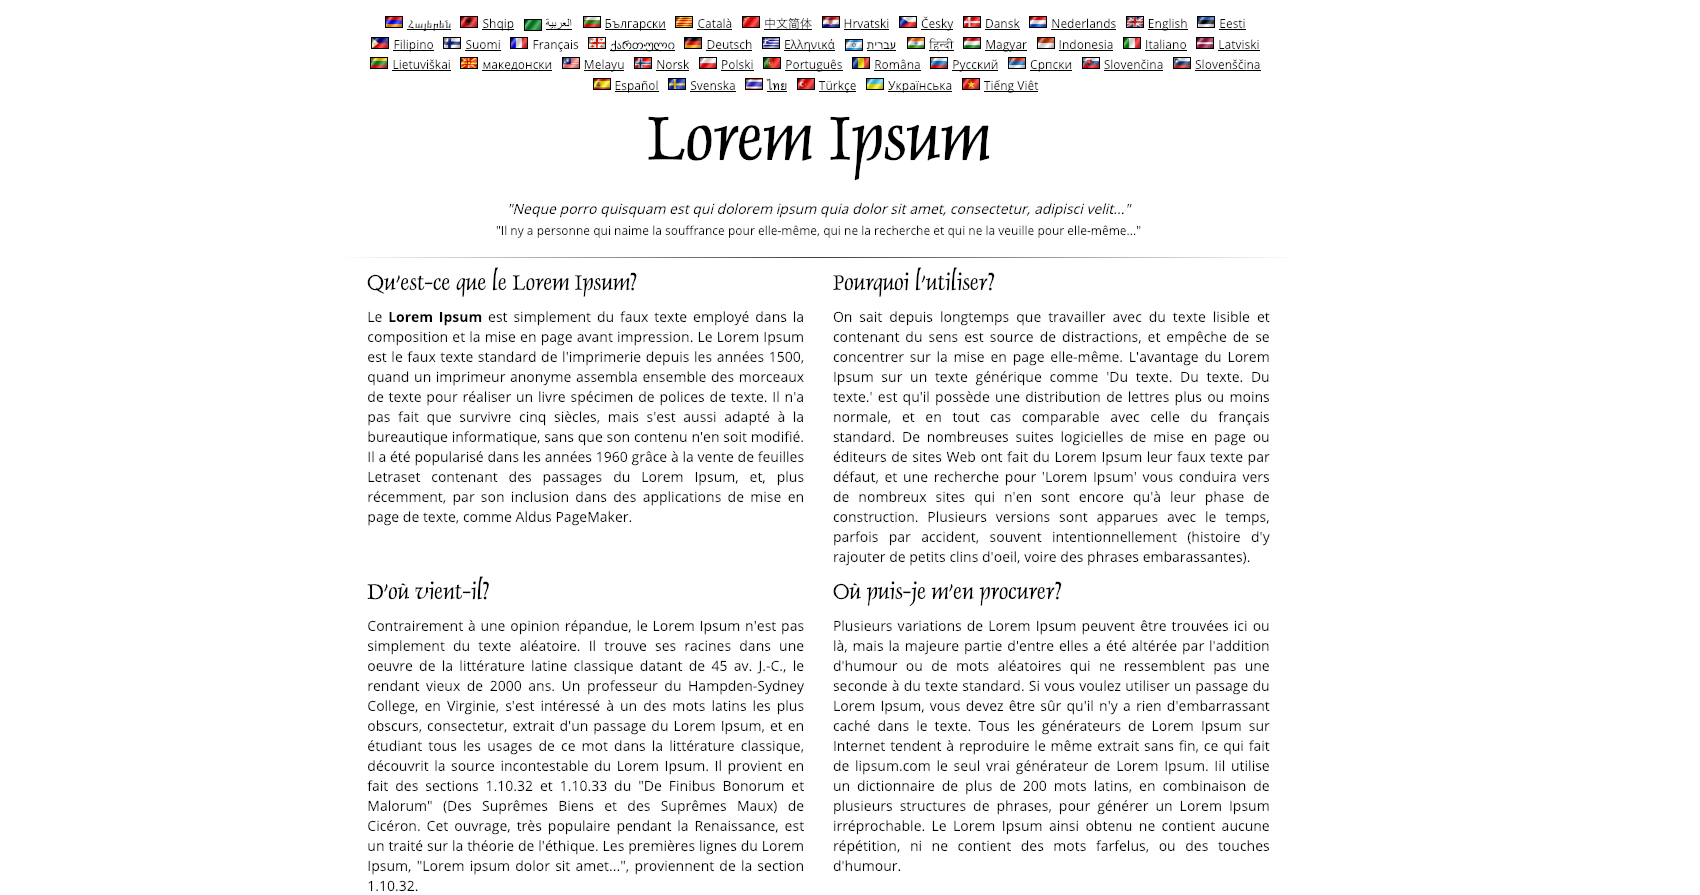 Հայերեն Shqip العربية Български Català 中文简体 Hrvatski Česky Dansk Nederlands English Eesti
Filipino Suomi Français ქართული Deutsch Ελληνικά עברית हिन्दी Magyar Indonesia Italiano Latviski
Lietuviškai македонски Melayu Norsk Polski Português Româna Pyccкий Српски Slovenčina Slovenščina
Español Svenska ไทย Türkçe Українська Tiếng Việt
Lorem Ipsum
"Neque porro quisquam est qui dolorem ipsum quia dolor sit amet, consectetur, adipisci velit..."
"Il ny a personne qui naime la souffrance pour elle-même, qui ne la recherche et qui ne la veuille pour elle-même..."
Qu'est-ce que le Lorem Ipsum?
Le Lorem Ipsum est simplement du faux texte employé dans la
composition et la mise en page avant impression. Le Lorem Ipsum
est le faux texte standard de l'imprimerie depuis les années 1500,
quand un imprimeur anonyme assembla ensemble des morceaux
de texte pour réaliser un livre spécimen de polices de texte. Il n'a
pas fait que survivre cinq siècles, mais s'est aussi adapté à la
bureautique informatique, sans que son contenu n'en soit modifié.
Il a été popularisé dans les années 1960 grâce à la vente de feuilles
Letraset contenant des passages du Lorem Ipsum, et, plus
récemment, par son inclusion dans des applications de mise en
page de texte, comme Aldus PageMaker.
Pourquoi l'utiliser?
On sait depuis longtemps que travailler avec du texte lisible et
contenant du sens est source de distractions, et empêche de se
concentrer sur la mise en page elle-même. L'avantage du Lorem
Ipsum sur un texte générique comme 'Du texte. Du texte. Du
texte.' est qu'il possède une distribution de lettres plus ou moins
normale, et en tout cas comparable avec celle du français
standard. De nombreuses suites logicielles de mise en page ou
éditeurs de sites Web ont fait du Lorem Ipsum leur faux texte par
défaut, et une recherche pour 'Lorem Ipsum' vous conduira vers
de nombreux sites qui n'en sont encore qu'à leur phase de
construction. Plusieurs versions sont apparues avec le temps,
parfois par accident, souvent intentionnellement (histoire d'y
rajouter de petits clins d'oeil, voire des phrases embarassantes).
D'où vient-il?
Contrairement à une opinion répandue, le Lorem Ipsum n'est pas
simplement du texte aléatoire. Il trouve ses racines dans une
oeuvre de la littérature latine classique datant de 45 av. J.-C., le
rendant vieux de 2000 ans. Un professeur du Hampden-Sydney
College, en Virginie, s'est intéressé à un des mots latins les plus
obscurs, consectetur, extrait d'un passage du Lorem Ipsum, et en
étudiant tous les usages de ce mot dans la littérature classique,
découvrit la source incontestable du Lorem Ipsum. Il provient en
fait des sections 1.10.32 et 1.10.33 du "De Finibus Bonorum et
Malorum" (Des Suprêmes Biens et des Suprêmes Maux) de
Cicéron. Cet ouvrage, très populaire pendant la Renaissance, est
un traité sur la théorie de l'éthique. Les premières lignes du Lorem
Ipsum, "Lorem ipsum dolor sit amet...", proviennent de la section
1.10.32.
Où puis-je m'en procurer?
Plusieurs variations de Lorem Ipsum peuvent être trouvées ici ou
là, mais la majeure partie d'entre elles a été altérée par l'addition
d'humour ou de mots aléatoires qui ne ressemblent pas une
seconde à du texte standard. Si vous voulez utiliser un passage du
Lorem Ipsum, vous devez être sûr qu'il n'y a rien d'embarrassant
caché dans le texte. Tous les générateurs de Lorem Ipsum sur
Internet tendent à reproduire le même extrait sans fin, ce qui fait
de lipsum.com le seul vrai générateur de Lorem Ipsum. Iil utilise
un dictionnaire de plus de 200 mots latins, en combinaison de
plusieurs structures de phrases, pour générer un Lorem Ipsum
irréprochable. Le Lorem Ipsum ainsi obtenu ne contient aucune
répétition, ni ne contient des mots farfelus, ou des touches
d'humour.